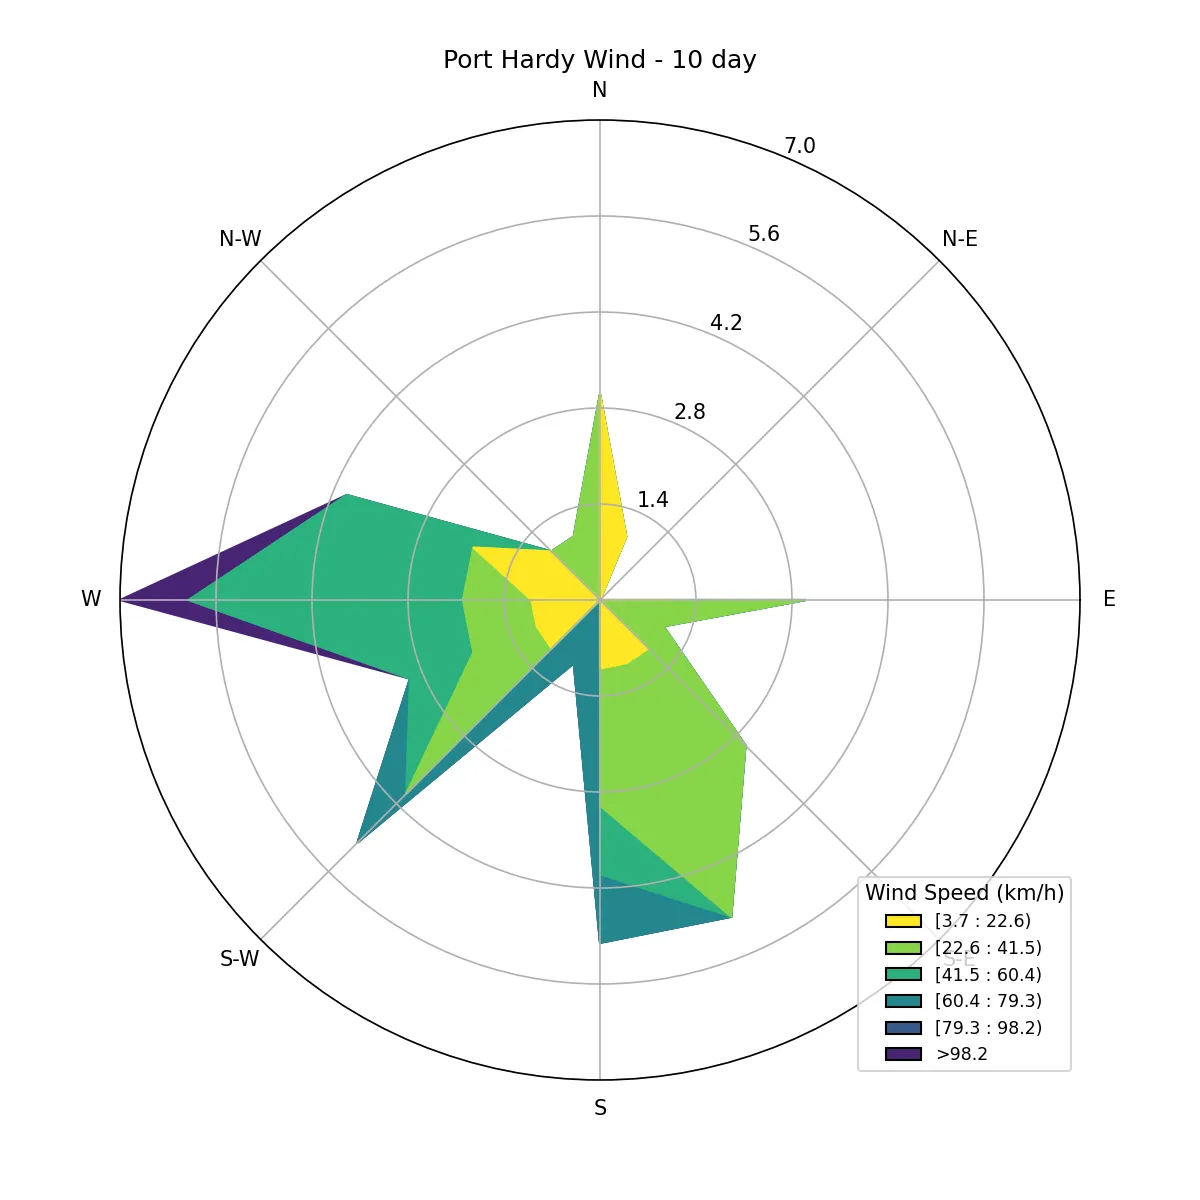 Port Hardy Wind - 10 day
N
7.0
N-W
5.6
N-E
4.2
2.8
1.4
W
E
Wind Speed (km/h)
[3.7 : 22.6)
[22.6 : 41.5)
S-W
S-E
[41.5 : 60.4)
[60.4 : 79.3)
[79.3 : 98.2)
>98.2
S